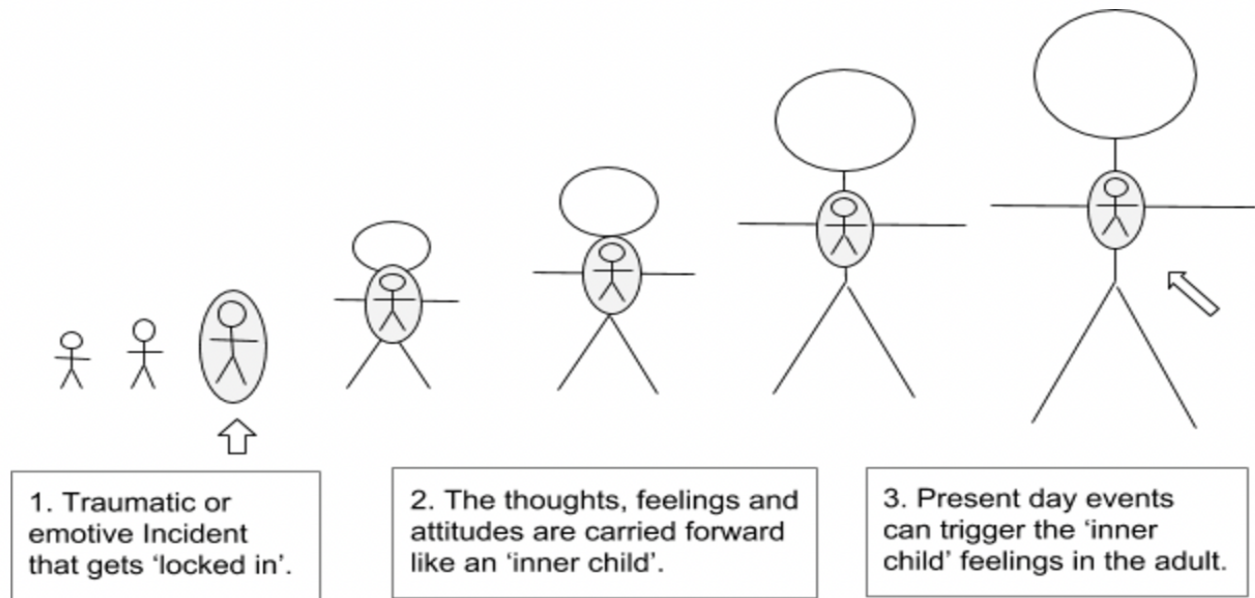 1. Traumatic or
emotive Incident
that gets ‘locked in’.
2. The thoughts, feelings and
attitudes are carried forward
like an ‘inner child’.
3. Present day events
can trigger the ‘inner
child’ feelings in the adult.